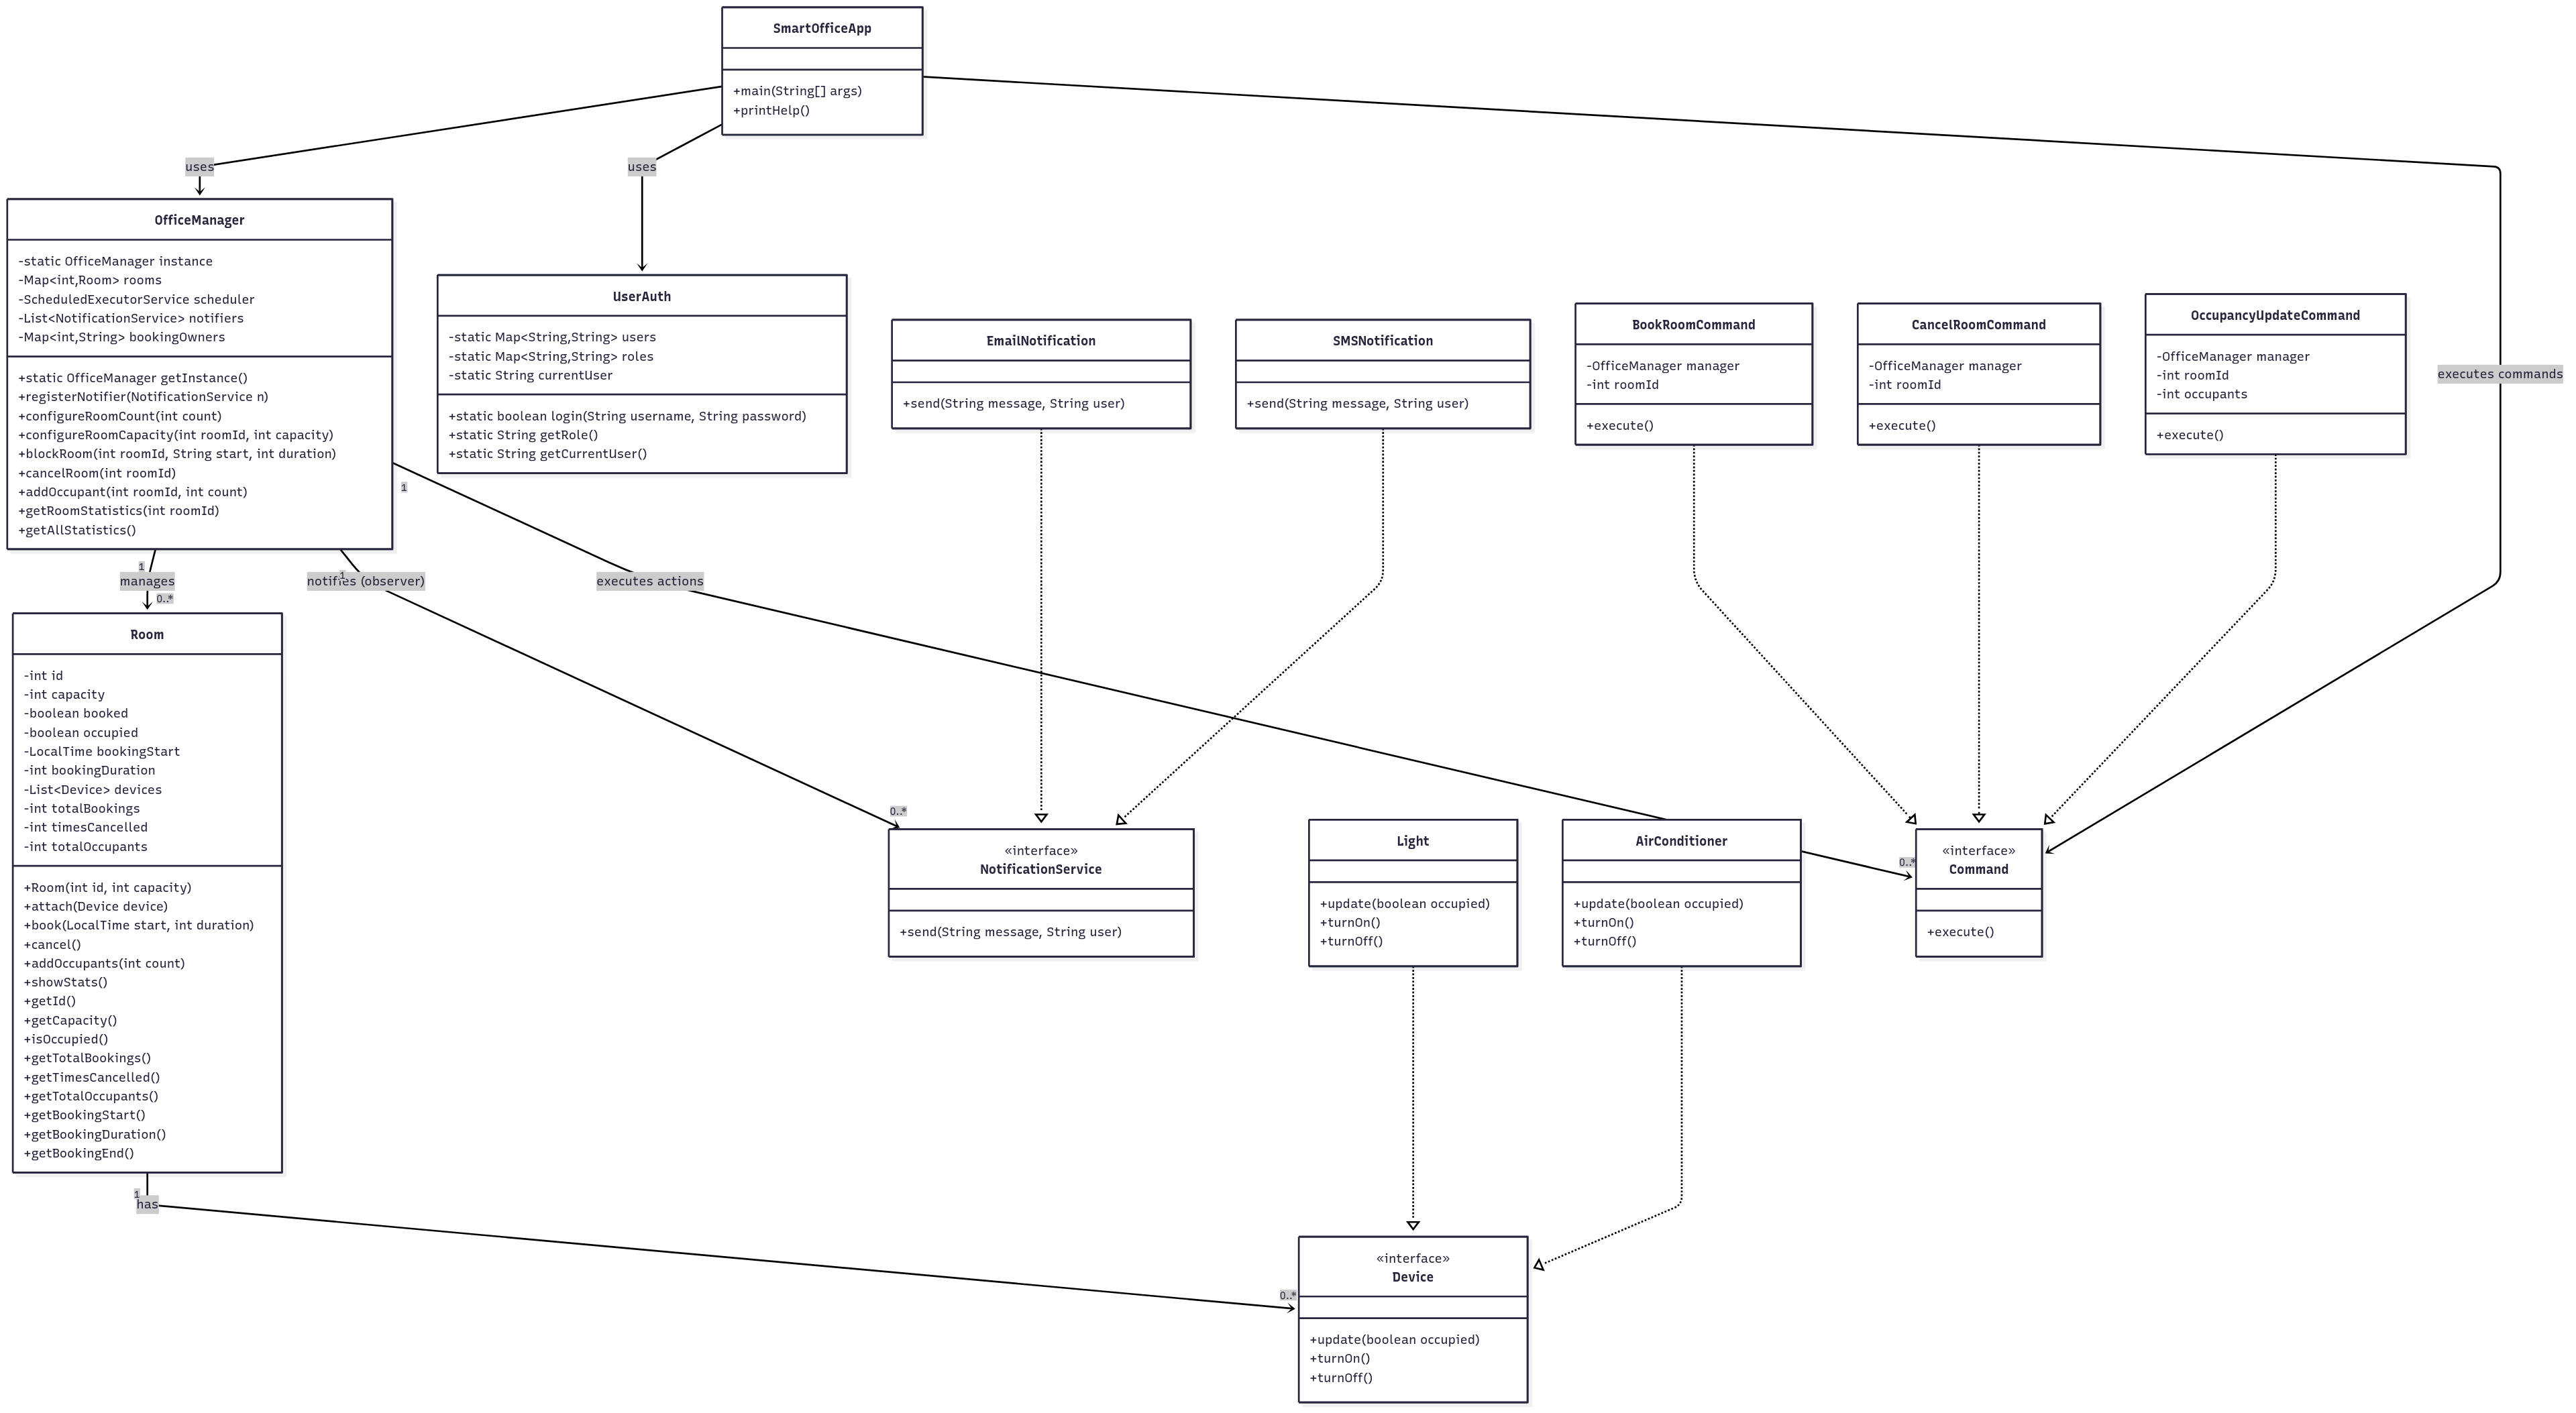 SmartOfficeApp
+main(String[] args)
+printHelp()
uses
uses
executes commands
OfficeManager
-static OfficeManager instance
-Map<int,Room> rooms
-ScheduledExecutorService scheduler
-List<NotificationService> notifiers
-Map<int,String> bookingOwners
+static OfficeManager getInstance()
+registerNotifier(NotificationService n)
+configureRoomCount(int count)
+configureRoomCapacity(int roomId, int capacity)
+blockRoom(int roomId, String start, int duration)
+cancelRoom(int roomId)
+addOccupant(int roomId, int count)
+getRoomStatistics(int roomId)
+getAllStatistics()
UserAuth
-static Map<String,String> users
-static Map<String,String> roles
-static String currentUser
+static boolean login(String username, String password)
+static String getRole()
+static String getCurrentUser()
EmailNotification
+send(String message, String user)
SMSNotification
+send(String message, String user)
BookRoomCommand
-OfficeManager manager
-int roomId
+execute()
CancelRoomCommand
-OfficeManager manager
-int roomId
+execute()
OccupancyUpdateCommand
-OfficeManager manager
-int roomId
-int occupants
+execute()
1
1
manages
0..*
1
notifies (observer)
0..*
executes actions
0..*
Room
-int id
-int capacity
-boolean booked
-boolean occupied
-LocalTime bookingStart
-int bookingDuration
-List<Device> devices
-int totalBookings
-int timesCancelled
-int totalOccupants
+Room(int id, int capacity)
+attach(Device device)
+book(LocalTime start, int duration)
+cancel()
+addOccupants(int count)
+showStats()
+getId()
+getCapacity()
+isOccupied()
+getTotalBookings()
+getTimesCancelled()
+getTotalOccupants()
+getBookingStart()
+getBookingDuration()
+getBookingEnd()
«interface»
NotificationService
+send(String message, String user)
Light
+update(boolean occupied)
+turnOn()
+turnOff()
AirConditioner
+update(boolean occupied)
+turnOn()
+turnOff()
«interface»
Command
+execute()
1
has
0..*
«interface»
Device
+update(boolean occupied)
+turnOn()
+turnOff()